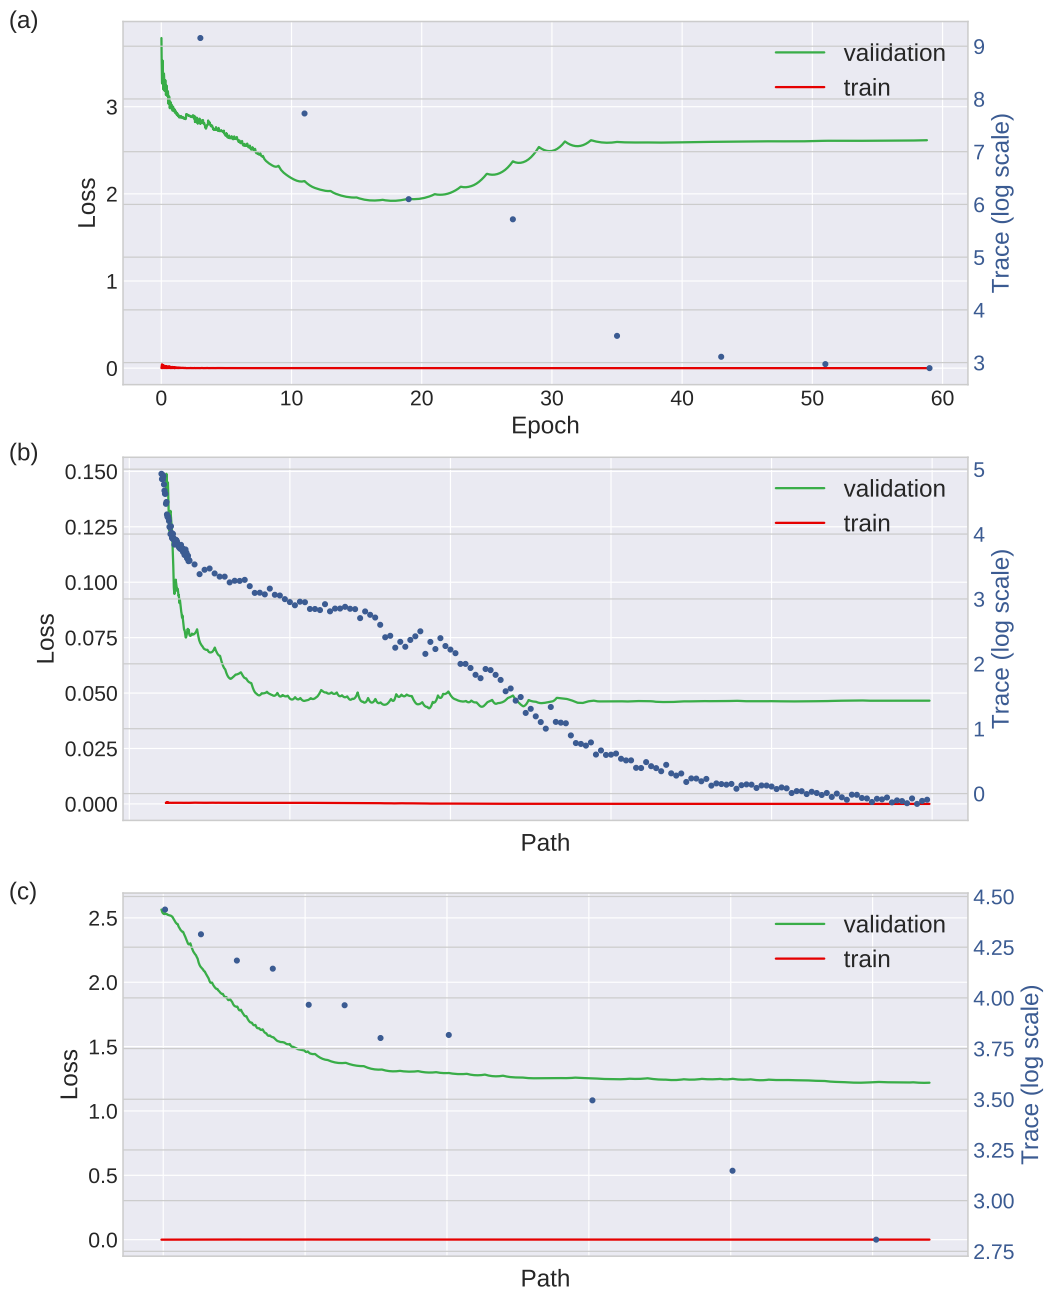 (a)
validation
train
3
2
1
0
Loss
9
8
7
6
5
4
3
Trace (log scale)
0 10 20 30 40 50 60
Epoch
(b)
validation
train
0.150
0.125
0.100
0.075
0.050
0.025
0.000
Loss
5
4
3
2
1
0
Trace (log scale)
Path
(c)
validation
train
2.5
2.0
1.5
1.0
0.5
0.0
Loss
4.50
4.25
4.00
3.75
3.50
3.25
3.00
2.75
Trace (log scale)
Path